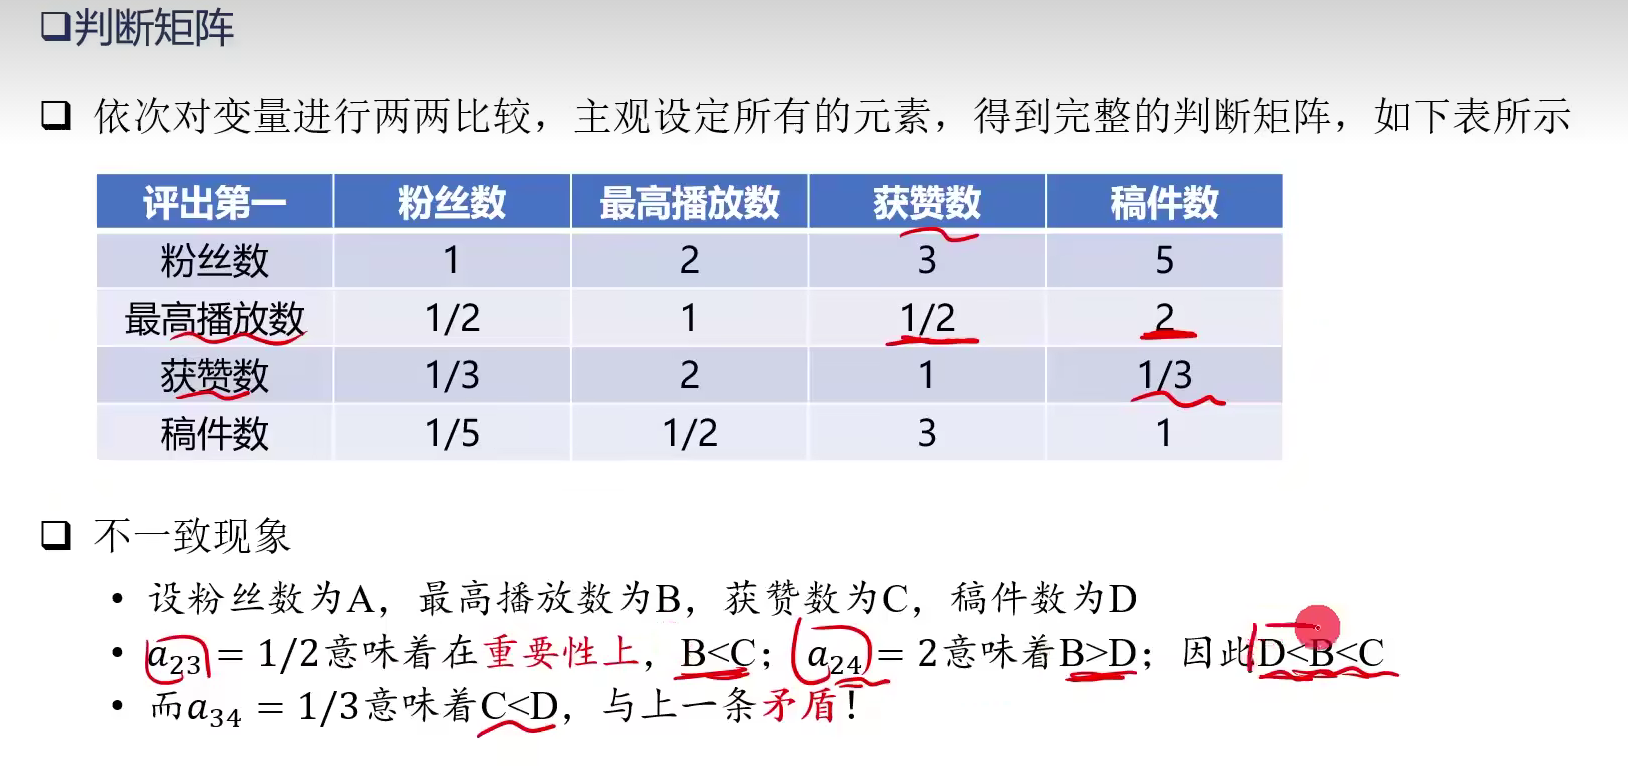 ❑判断矩阵
❑ 依次对变量进行两两比较，主观设定所有的元素，得到完整的判断矩阵，如下表所示
评出第一 粉丝数 最高播放数 获赞数 稿件数
粉丝数 1 2 3 5
最高播放数 1/2 1 1/2 2
获赞数 1/3 2 1 1/3
稿件数 1/5 1/2 3 1
❑ 不一致现象
• 设粉丝数为A，最高播放数为B，获赞数为C，稿件数为D
• a₂₃ = 1/2意味着在重要性上，B<C；a₂₄ = 2意味着B>D；因此D<B<C
• 而a₃₄ = 1/3意味着C<D，与上一条矛盾！